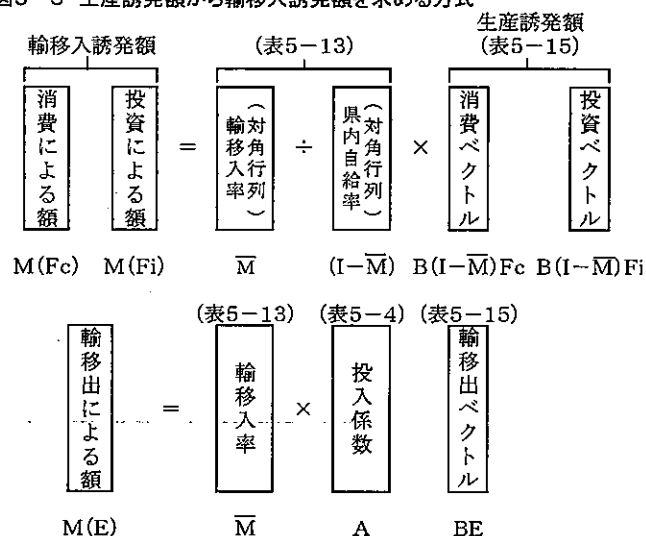 図5-3 生産誘発額から輸移入誘発額を求める方式
生産誘発額
輸移入誘発額 (表5-13) (表5-15)
消費による額 投資による額 = 輸移入率(対角行列) ÷ 県内自給率(対角行列) × 消費ベクトル 投資ベクトル
M(Fc) M(Fi) M̅ (I-M̅) B(I-M̅)Fc B(I-M̅)Fi
(表5-13) (表5-4) (表5-15)
輸移出による額 = 輸移入率 × 投入係数 輸移出ベクトル
M(E) M̅ A BE